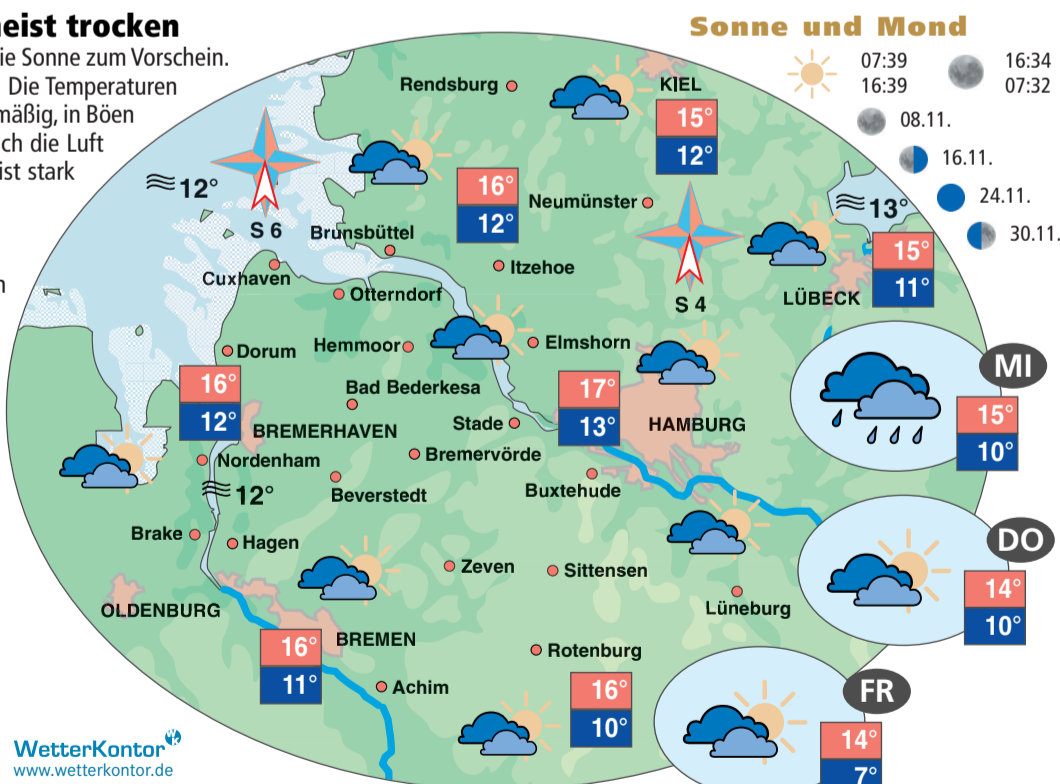 neist trocken
ie Sonne zum Vorschein.
Die Temperaturen
mäßig, in Böen
ch die Luft
ist stark
n
Sonne und Mond
07:39
16:39
16:34
07:32
08.11.
16.11.
24.11.
30.11.
Rendsburg
KIEL
15°
12°
12°
S 6
16°
12°
Neumünster
13°
Brunsbüttel
Cuxhaven
Itzehoe
Otterndorf
S 4
LÜBECK
15°
11°
Dorum
Hemmoor
Elmshorn
MI
15°
10°
16°
12°
Bad Bederkesa
17°
13°
HAMBURG
BREMERHAVEN
Stade
Nordenham
Bremervörde
12°
Beverstedt
Buxtehude
Brake
Hagen
DO
14°
10°
Zeven
Sittensen
OLDENBURG
Lüneburg
BREMEN
16°
11°
Rotenburg
Achim
16°
10°
FR
14°
7°
WetterKontor
www.wetterkontor.de